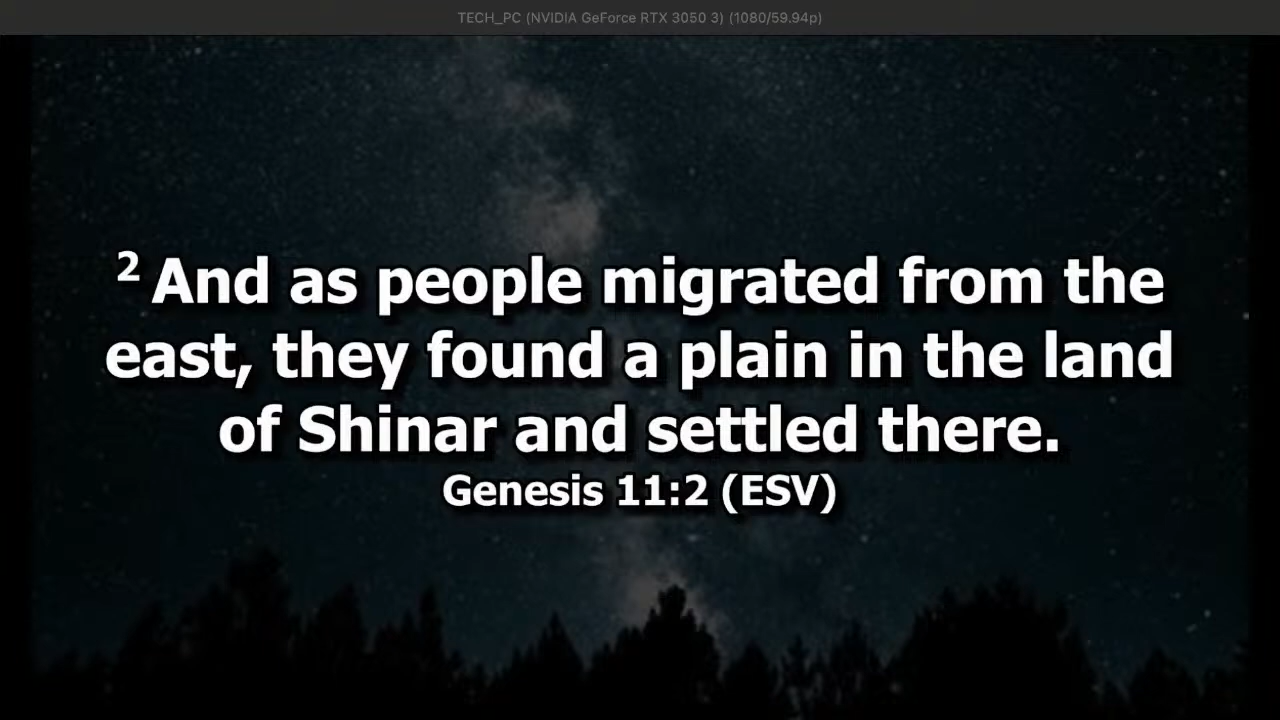 TECH_PC (NVIDIA GeForce RTX 3050 3) (1080/59.94p)
2 And as people migrated from the
east, they found a plain in the land
of Shinar and settled there.
Genesis 11:2 (ESV)